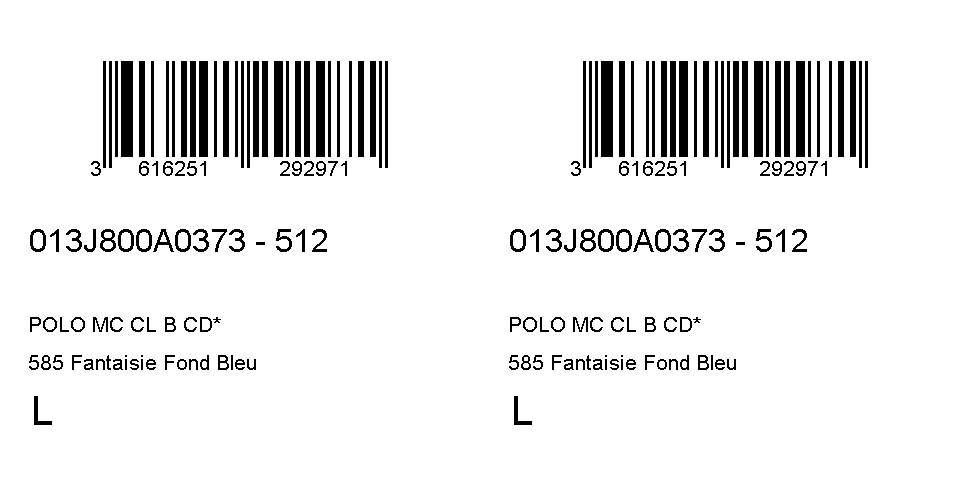 3 616251 292971
013J800A0373 - 512
POLO MC CL B CD*
585 Fantaisie Fond Bleu
L
3 616251 292971
013J800A0373 - 512
POLO MC CL B CD*
585 Fantaisie Fond Bleu
L